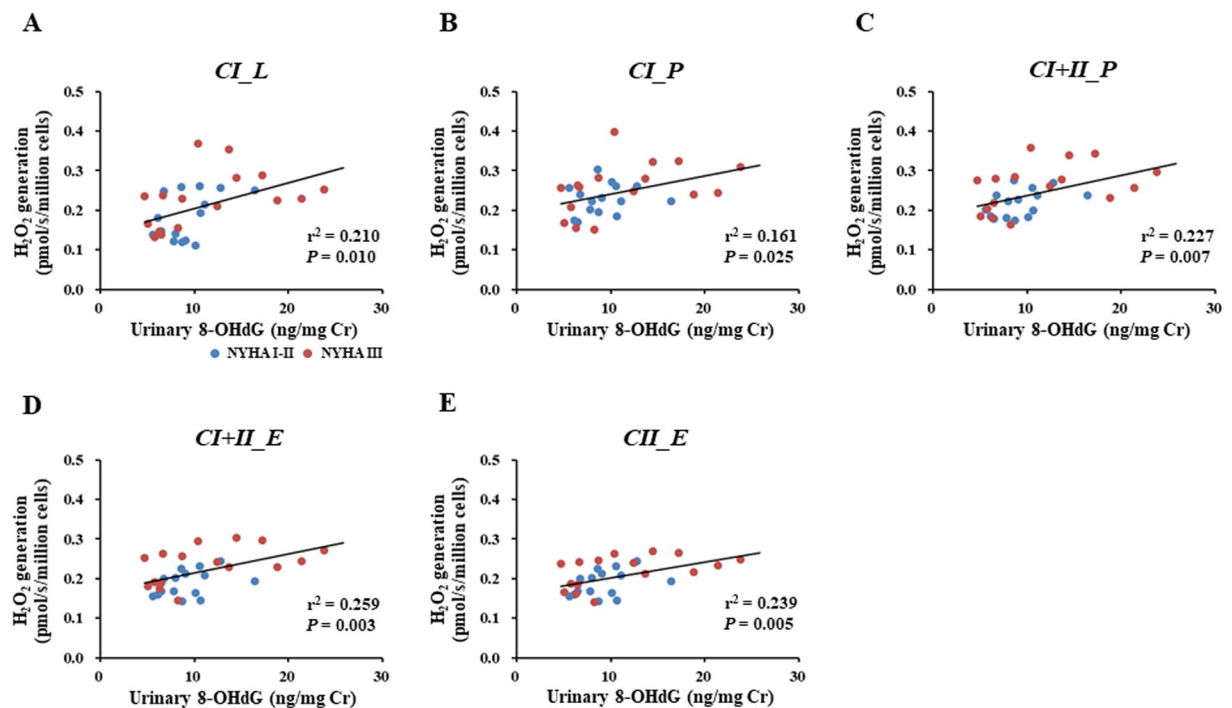 A
CI_L
H₂O₂ generation
(pmol/s/million cells)
0.5
0.4
0.3
0.2
0.1
0.0
r² = 0.210
P = 0.010
0 10 20 30
Urinary 8-OHdG (ng/mg Cr)
NYHA I-II NYHA III
B
CI_P
H₂O₂ generation
(pmol/s/million cells)
0.5
0.4
0.3
0.2
0.1
0.0
r² = 0.161
P = 0.025
0 10 20 30
Urinary 8-OHdG (ng/mg Cr)
C
CI+II_P
H₂O₂ generation
(pmol/s/million cells)
0.5
0.4
0.3
0.2
0.1
0.0
r² = 0.227
P = 0.007
0 10 20 30
Urinary 8-OHdG (ng/mg Cr)
D
CI+II_E
H₂O₂ generation
(pmol/s/million cells)
0.5
0.4
0.3
0.2
0.1
0.0
r² = 0.259
P = 0.003
0 10 20 30
Urinary 8-OHdG (ng/mg Cr)
E
CII_E
H₂O₂ generation
(pmol/s/million cells)
0.5
0.4
0.3
0.2
0.1
0.0
r² = 0.239
P = 0.005
0 10 20 30
Urinary 8-OHdG (ng/mg Cr)